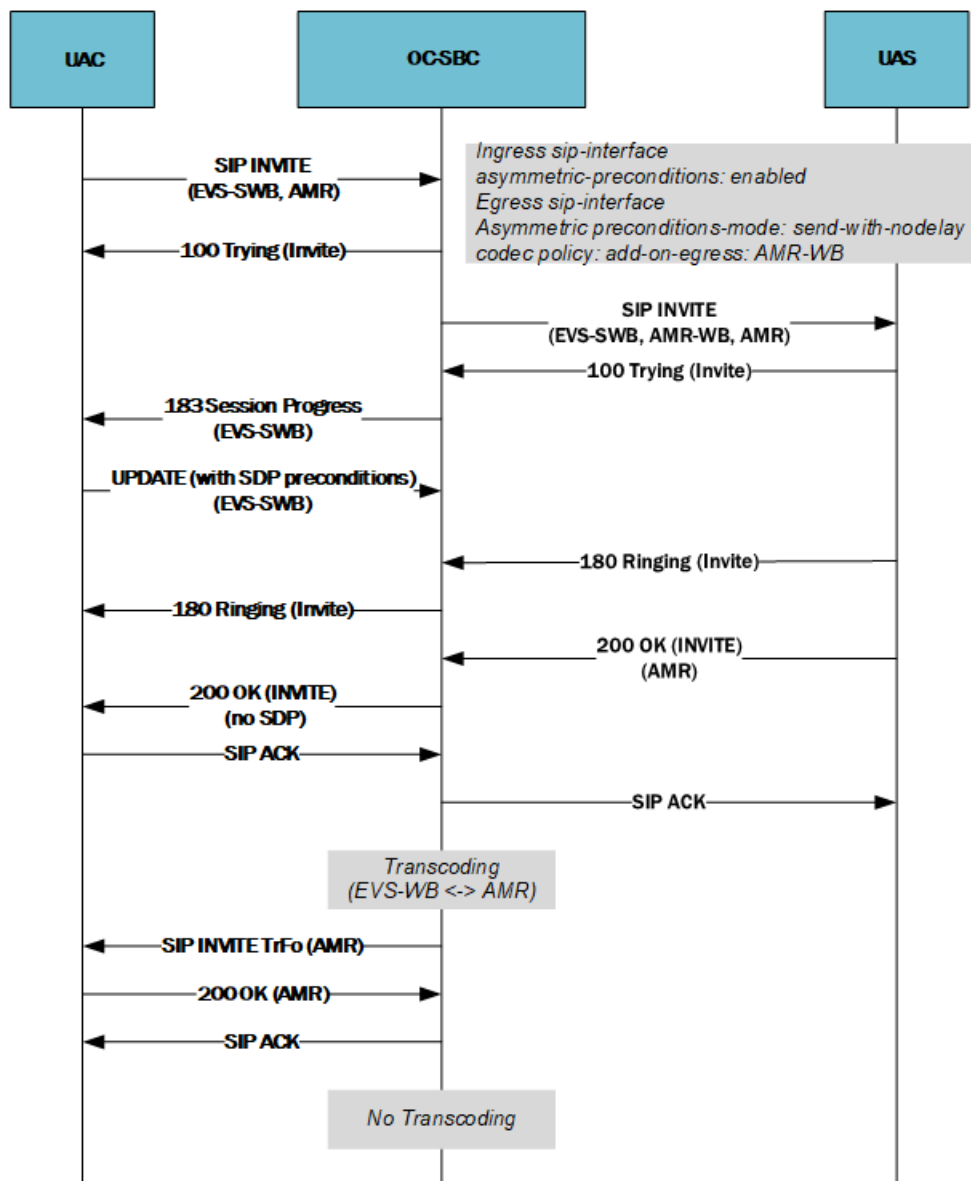 UAC
OC-SBC
UAS
SIP INVITE
(EVS-SWB, AMR)
Ingress sip-interface
asymmetric-preconditions: enabled
Egress sip-interface
Asymmetric preconditions-mode: send-with-nodelay
codec policy: add-on-egress: AMR-WB
100 Trying (Invite)
SIP INVITE
(EVS-SWB, AMR-WB, AMR)
100 Trying (Invite)
183 Session Progress
(EVS-SWB)
UPDATE (with SDP preconditions)
(EVS-SWB)
180 Ringing (Invite)
180 Ringing (Invite)
200 OK (INVITE)
(AMR)
200 OK (INVITE)
(no SDP)
SIP ACK
SIP ACK
Transcoding
(EVS-WB <-> AMR)
SIP INVITE TrFo (AMR)
200 OK (AMR)
SIP ACK
No Transcoding